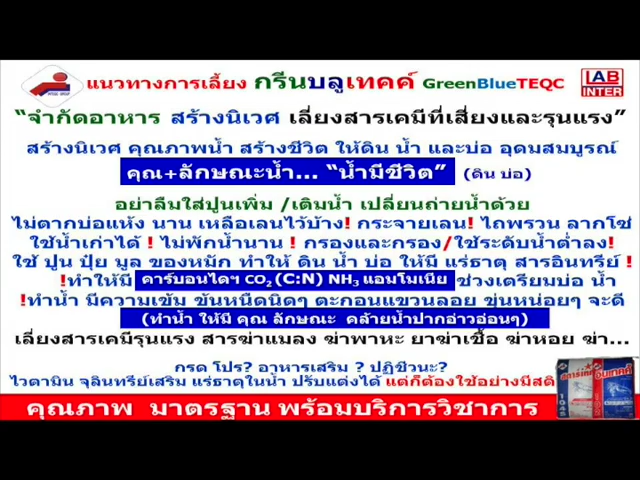 แนวทางการเลี้ยง กรีนบลูเทคค์ GreenBlueTEQC
LAB
INTER
“จำกัดอาหาร สร้างนิเวศ เลี่ยงสารเคมีที่เสี่ยงและรุนแรง”
สร้างนิเวศ คุณภาพน้ำ สร้างชีวิต ให้ดิน น้ำ และบ่อ อุดมสมบูรณ์
คุณ+ลักษณะน้ำ... “น้ำมีชีวิต” (ดิน บ่อ)
อย่าลืมใส่ปูนเพิ่ม /เติมน้ำ เปลี่ยนถ่ายน้ำด้วย
ไม่ตากบ่อแห้ง นาน เหลือเลนไว้บ้าง! กระจายเลน! ไถพรวน ลากโซ่
ใช้น้ำเก่าได้ ! ไม่พักน้ำนาน ! กรองและกรอง/ใช้ระดับน้ำต่ำลง!
ใช้ ปูน ปุ๋ย มูล ของหมัก ทำให้ ดิน น้ำ บ่อ ให้มี แร่ธาตุ สารอินทรีย์ !
!ทำให้มี คาร์บอนไดฯ CO2 (C:N) NH3 แอมโมเนีย ช่วงเตรียมบ่อ น้ำ
!ทำน้ำ มีความเข้ม ข้นหนืดนิดๆ ตะกอนแขวนลอย ขุ่นหน่อยๆ จะดี
(ทำน้ำ ให้มี คุณ ลักษณะ คล้ายน้ำปากอ่าวอ่อนๆ)
เลี่ยงสารเคมีรุนแรง สารฆ่าแมลง ฆ่าพาหะ ยาฆ่าเชื้อ ฆ่าหอย ฆ่า...
กรด โปร? อาหารเสริม ? ปฏิชีวนะ?
ไวตามิน จุลินทรีย์เสริม แร่ธาตุในน้ำ ปรับแต่งได้ แต่ก็ต้องใช้อย่างมีสติ
คุณภาพ มาตรฐาน พร้อมบริการวิชาการ